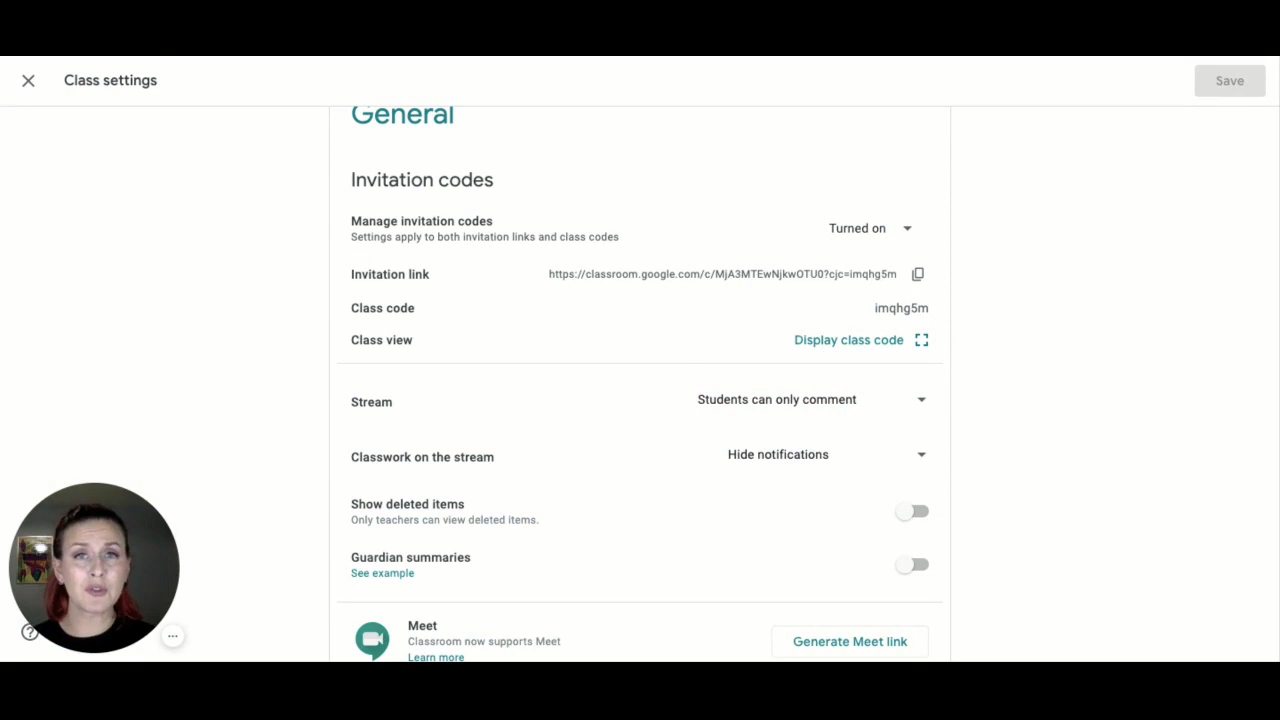 Class settings
Save
General
Invitation codes
Manage invitation codes
Settings apply to both invitation links and class codes
Turned on
Invitation link
https://classroom.google.com/c/MjA3MTEwNjkwOTU0?cjc=imqhg5m
Class code
imqhg5m
Class view
Display class code
Stream
Students can only comment
Classwork on the stream
Hide notifications
Show deleted items
Only teachers can view deleted items.
Guardian summaries
See example
Meet
Classroom now supports Meet
Learn more
Generate Meet link